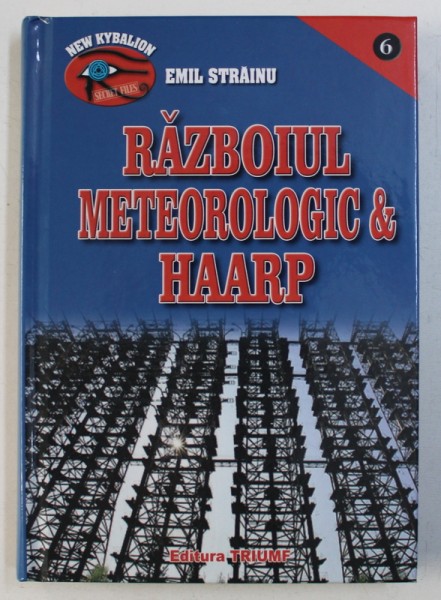 NEW KYBALION
SECRET FILES
6
EMIL STRĂINU
RĂZBOIUL
METEOROLOGIC &
HAARP
Editura TRIUMF